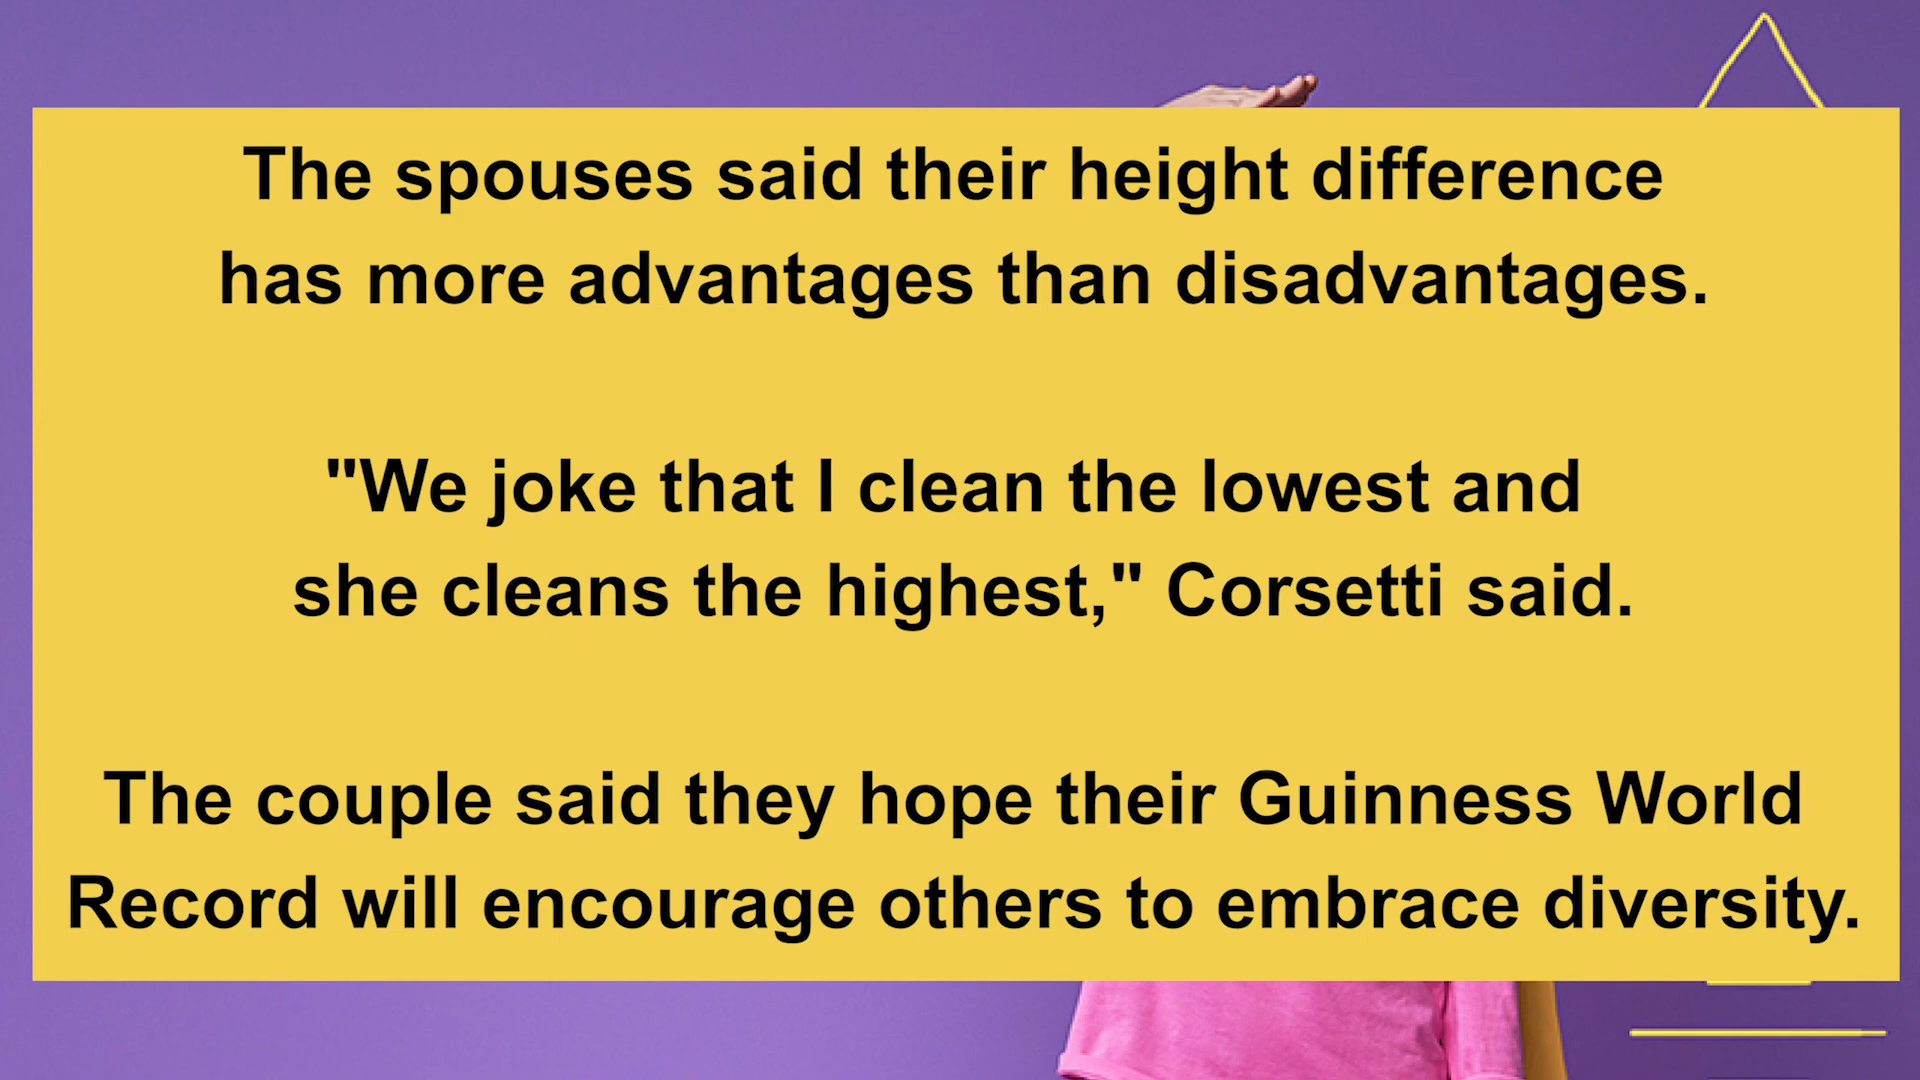 The spouses said their height difference
has more advantages than disadvantages.
"We joke that I clean the lowest and
she cleans the highest," Corsetti said.
The couple said they hope their Guinness World
Record will encourage others to embrace diversity.